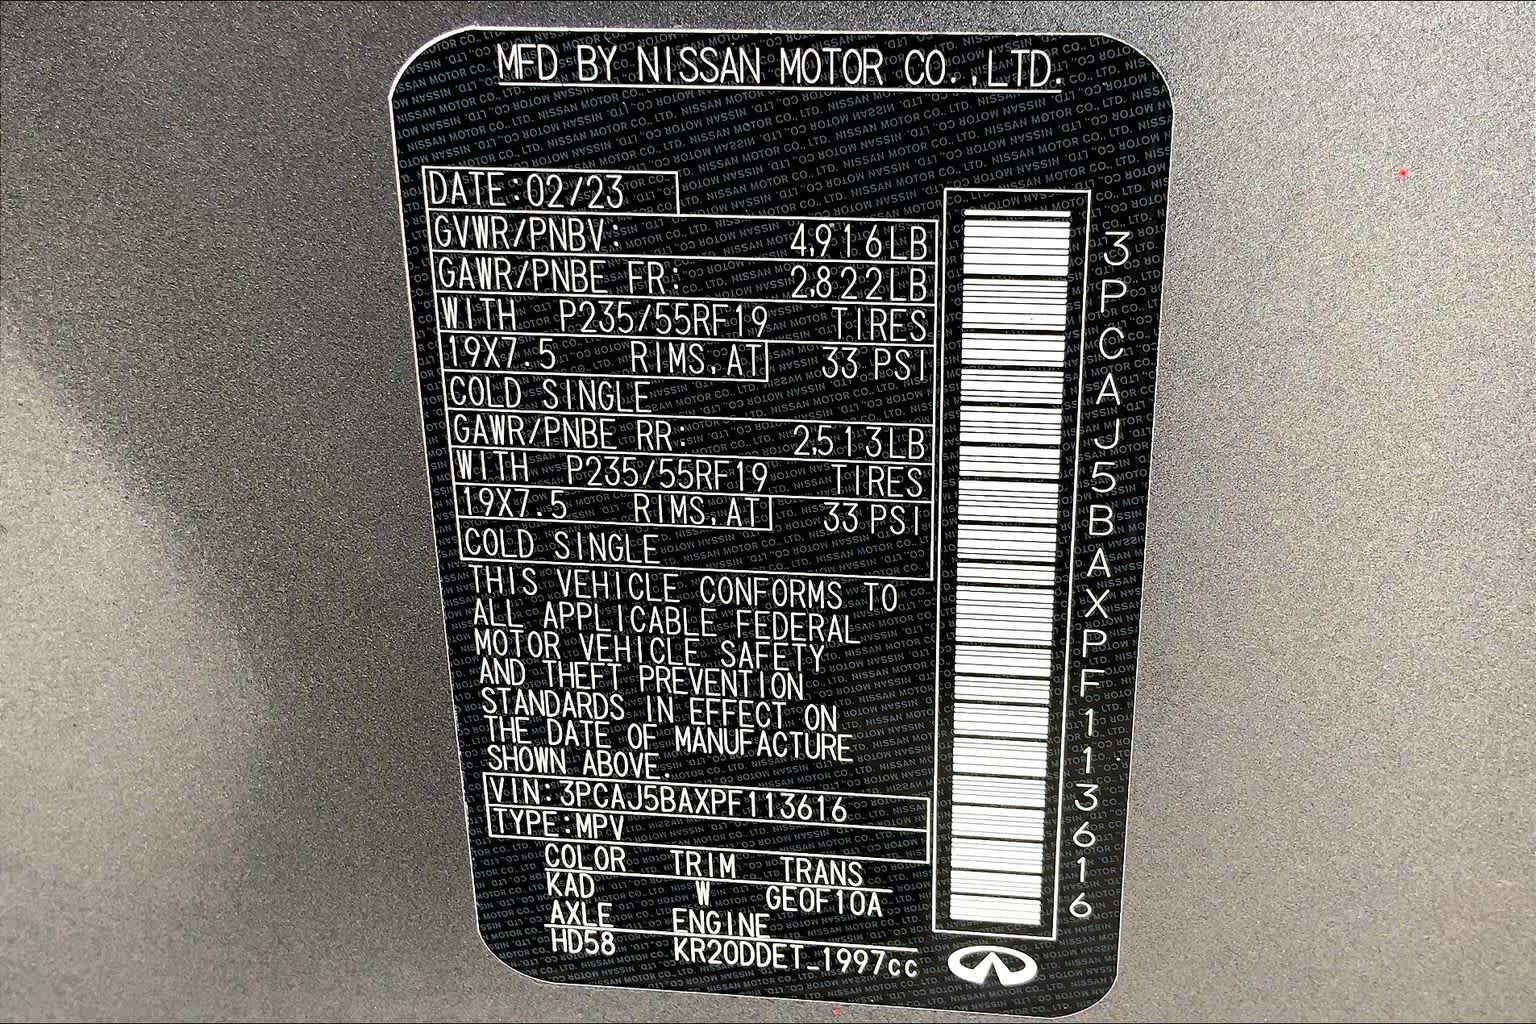 MFD BY NISSAN MOTOR CO.,LTD.
DATE:02/23
GVWR/PNBV: 4,916LB
GAWR/PNBE FR: 2,822LB
WITH P235/55RF19 TIRES
19X7.5 RIMS,AT 33 PSI
COLD SINGLE
GAWR/PNBE RR: 2,513LB
WITH P235/55RF19 TIRES
19X7.5 RIMS,AT 33 PSI
COLD SINGLE
THIS VEHICLE CONFORMS TO
ALL APPLICABLE FEDERAL
MOTOR VEHICLE SAFETY
AND THEFT PREVENTION
STANDARDS IN EFFECT ON
THE DATE OF MANUFACTURE
SHOWN ABOVE.
VIN:3PCAJ5BAXPF113616
TYPE:MPV
COLOR TRIM TRANS
KAD W GE0F10A
AXLE ENGINE
HD58 KR20DDET_1997cc
3PCAJ5BAXPF113616